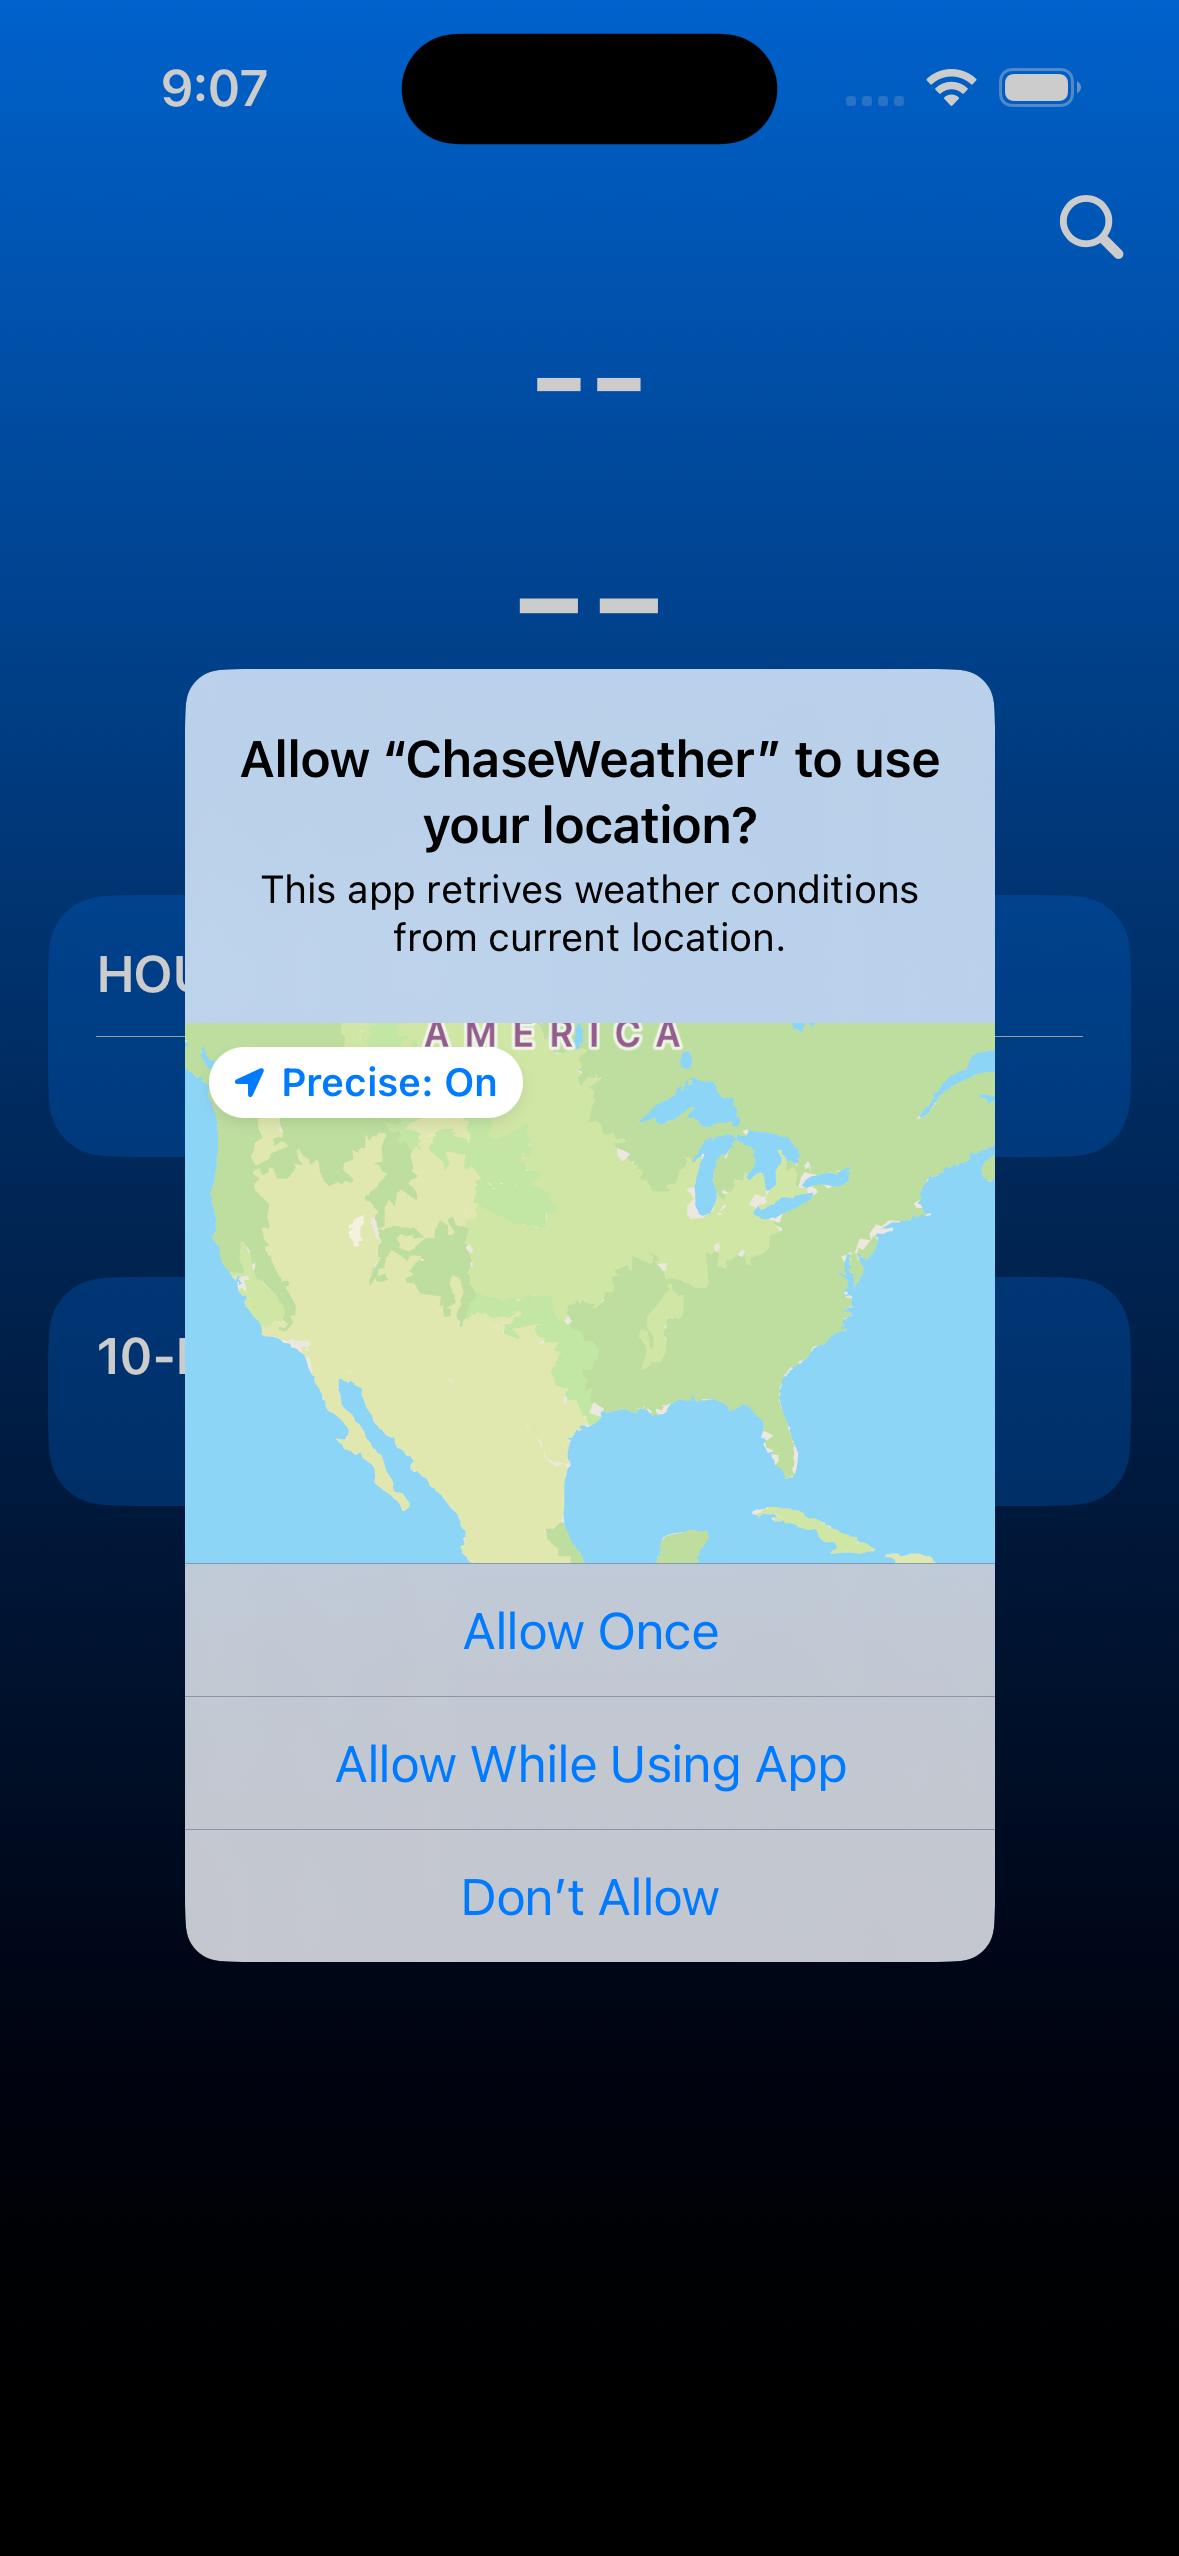 9:07
-- 
--
Allow “ChaseWeather” to use
your location?
This app retrives weather conditions
from current location.
HOU
AMERICA
Precise: On
10-
Allow Once
Allow While Using App
Don’t Allow